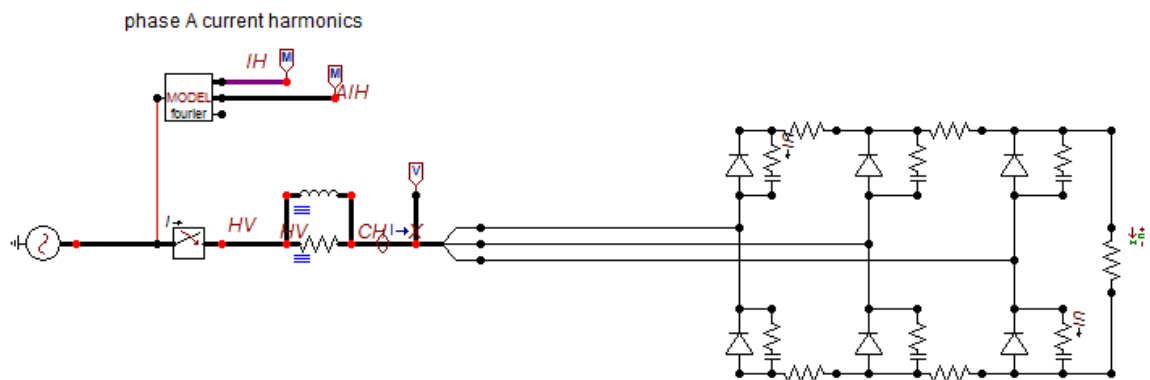 phase A current harmonics
IH
M
M
AIH
MODEL
fourier
V
I
HV
HV
CH
I
X